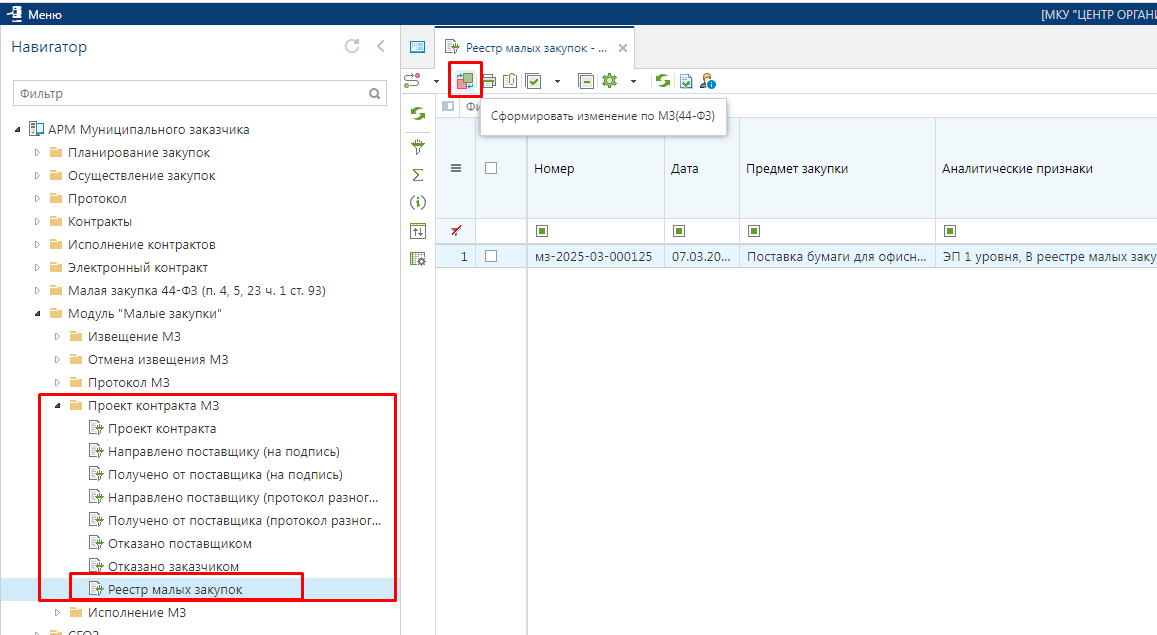 Меню
[МКУ "ЦЕНТР ОРГАНИ
Навигатор
Фильтр
АРМ Муниципального заказчика
Планирование закупок
Осуществление закупок
Протокол
Контракты
Исполнение контрактов
Электронный контракт
Малая закупка 44-ФЗ (п. 4, 5, 23 ч. 1 ст. 93)
Модуль "Малые закупки"
Извещение МЗ
Отмена извещения МЗ
Протокол МЗ
Проект контракта МЗ
Проект контракта
Направлено поставщику (на подпись)
Получено от поставщика (на подпись)
Направлено поставщику (протокол разног...
Получено от поставщика (протокол разног...
Отказано поставщиком
Отказано заказчиком
Реестр малых закупок
Исполнение МЗ
СГОЗ
Реестр малых закупок - ...
Фи
Сформировать изменение по МЗ(44-ФЗ)
Номер Дата Предмет закупки Аналитические признаки
1 мз-2025-03-000125 07.03.20... Поставка бумаги для офисн... ЭП 1 уровня, В реестре малых заку